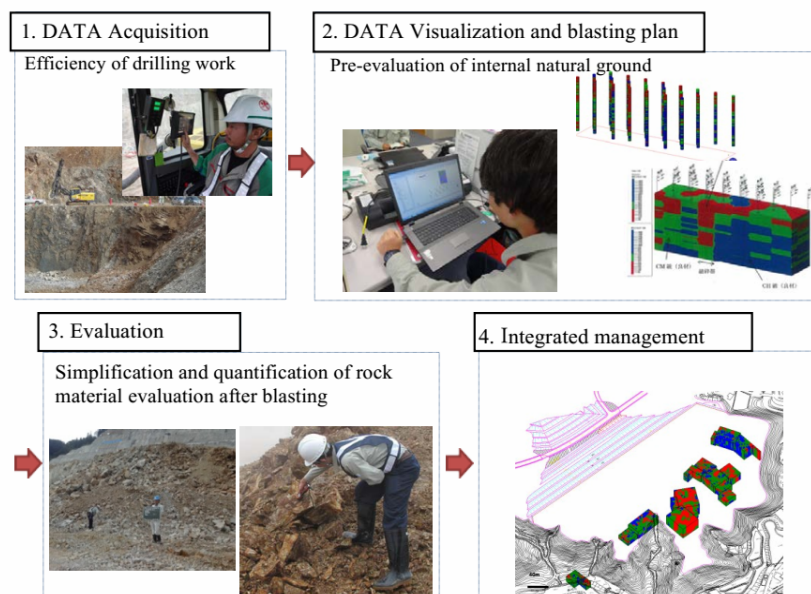 1. DATA Acquisition
Efficiency of drilling work
2. DATA Visualization and blasting plan
Pre-evaluation of internal natural ground
3. Evaluation
Simplification and quantification of rock
material evaluation after blasting
4. Integrated management